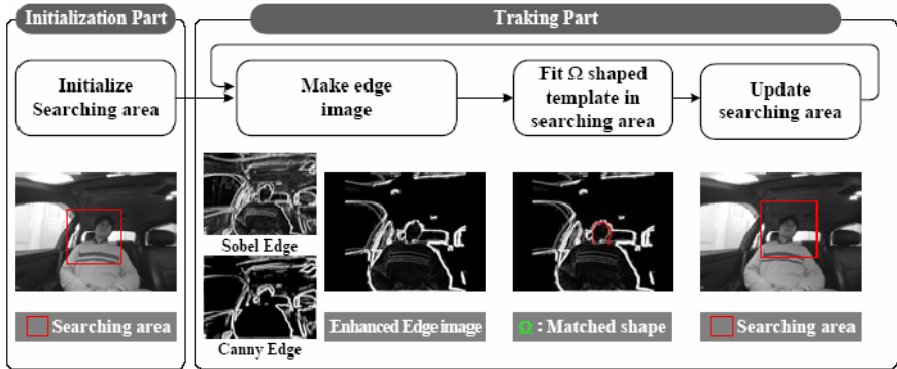 Initialization Part
Traking Part
Initialize
Searching area
Make edge
image
Fit Ω shaped
template in
searching area
Update
searching area
Sobel Edge
Canny Edge
Searching area
Enhanced Edge image
Ω : Matched shape
Searching area